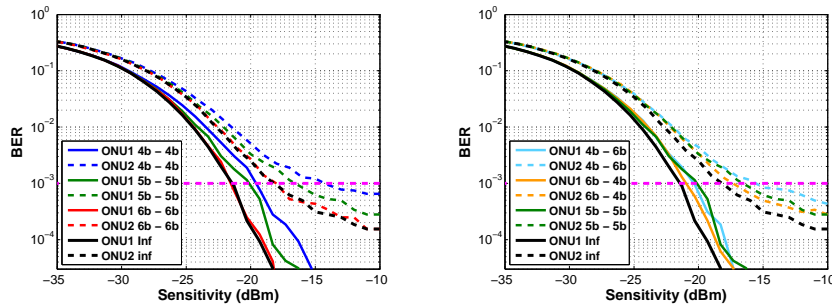 10^0
10^-1
10^-2
10^-3
10^-4
BER
ONU1 4b – 4b
ONU2 4b – 4b
ONU1 5b – 5b
ONU1 5b – 5b
ONU1 6b – 6b
ONU2 6b – 6b
ONU1 Inf
ONU2 inf
−35 −30 −25 −20 −15 −10
Sensitivity (dBm)
10^0
10^-1
10^-2
10^-3
10^-4
BER
ONU1 4b – 6b
ONU2 4b – 6b
ONU1 6b – 4b
ONU2 6b – 4b
ONU1 5b – 5b
ONU2 5b – 5b
ONU1 Inf
ONU2 inf
−35 −30 −25 −20 −15 −10
Sensitivity (dBm)